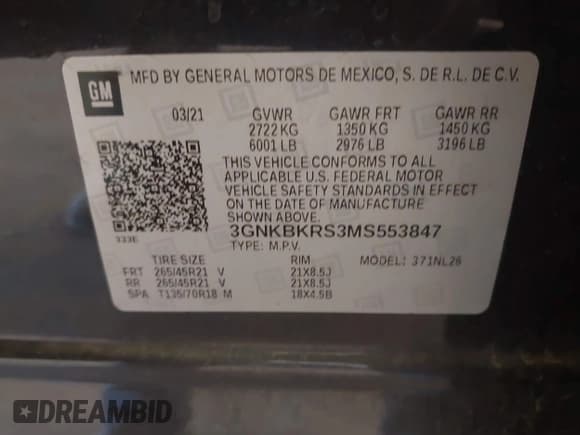 GM
MFD BY GENERAL MOTORS DE MEXICO, S. DE R.L. DE C.V.
03/21 GVWR GAWR FRT GAWR RR
2722 KG 1350 KG 1450 KG
6001 LB 2976 LB 3196 LB
THIS VEHICLE CONFORMS TO ALL
APPLICABLE U.S. FEDERAL MOTOR
VEHICLE SAFETY STANDARDS IN EFFECT
ON THE DATE OF MANUFACTURE
SHOWN ABOVE.
333E
3GNKBKRS3MS553847
TYPE: M.P.V.
TIRE SIZE RIM MODEL: 371NL26
FRT 265/45R21 V 21X8.5J
RR 265/45R21 V 21X8.5J
SPA T135/70R18 M 18X4.5B
DREAMBID